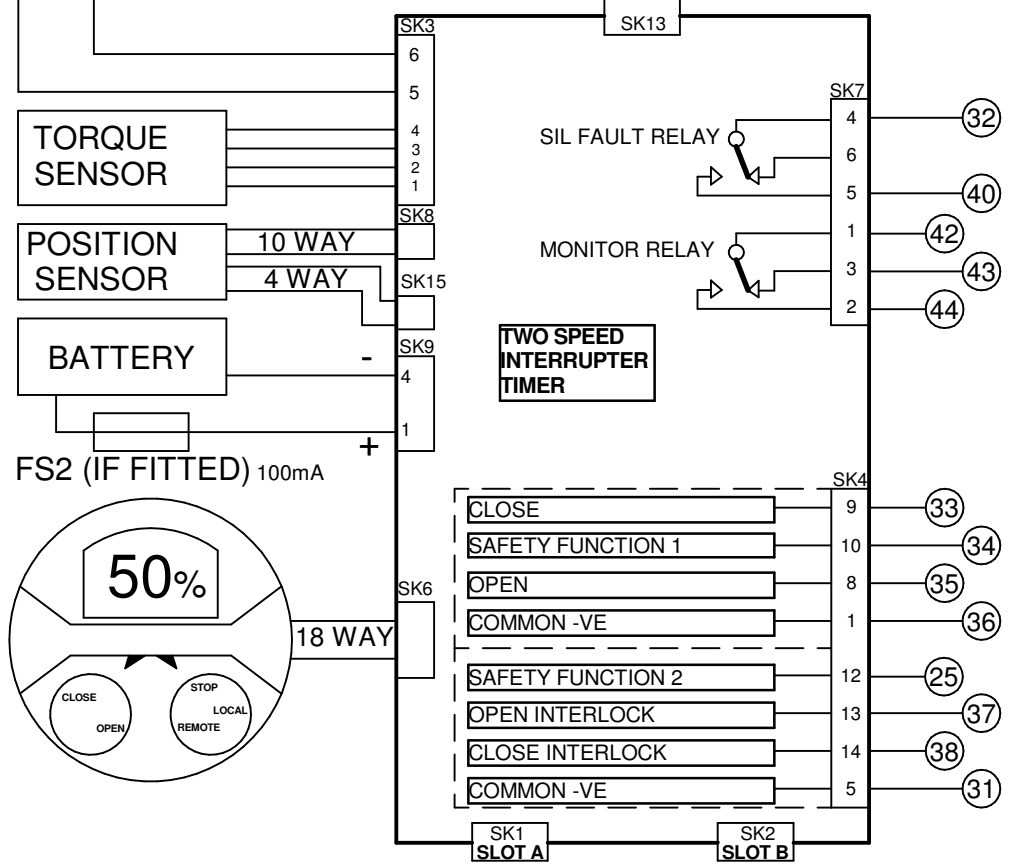 SK13
SK3
6
5
TORQUE
SENSOR
4
3
2
1
SK8
POSITION
SENSOR
10 WAY
4 WAY
SK15
BATTERY
-
SK9
4
1
+
FS2 (IF FITTED) 100mA
50%
CLOSE
OPEN
STOP
LOCAL
REMOTE
18 WAY
SK6
SK7
SIL FAULT RELAY
4
32
6
5
40
MONITOR RELAY
1
42
3
43
2
44
TWO SPEED
INTERRUPTER
TIMER
SK4
CLOSE 9 33
SAFETY FUNCTION 1 10 34
OPEN 8 35
COMMON -VE 1 36
SAFETY FUNCTION 2 12 25
OPEN INTERLOCK 13 37
CLOSE INTERLOCK 14 38
COMMON -VE 5 31
SK1
SLOT A
SK2
SLOT B